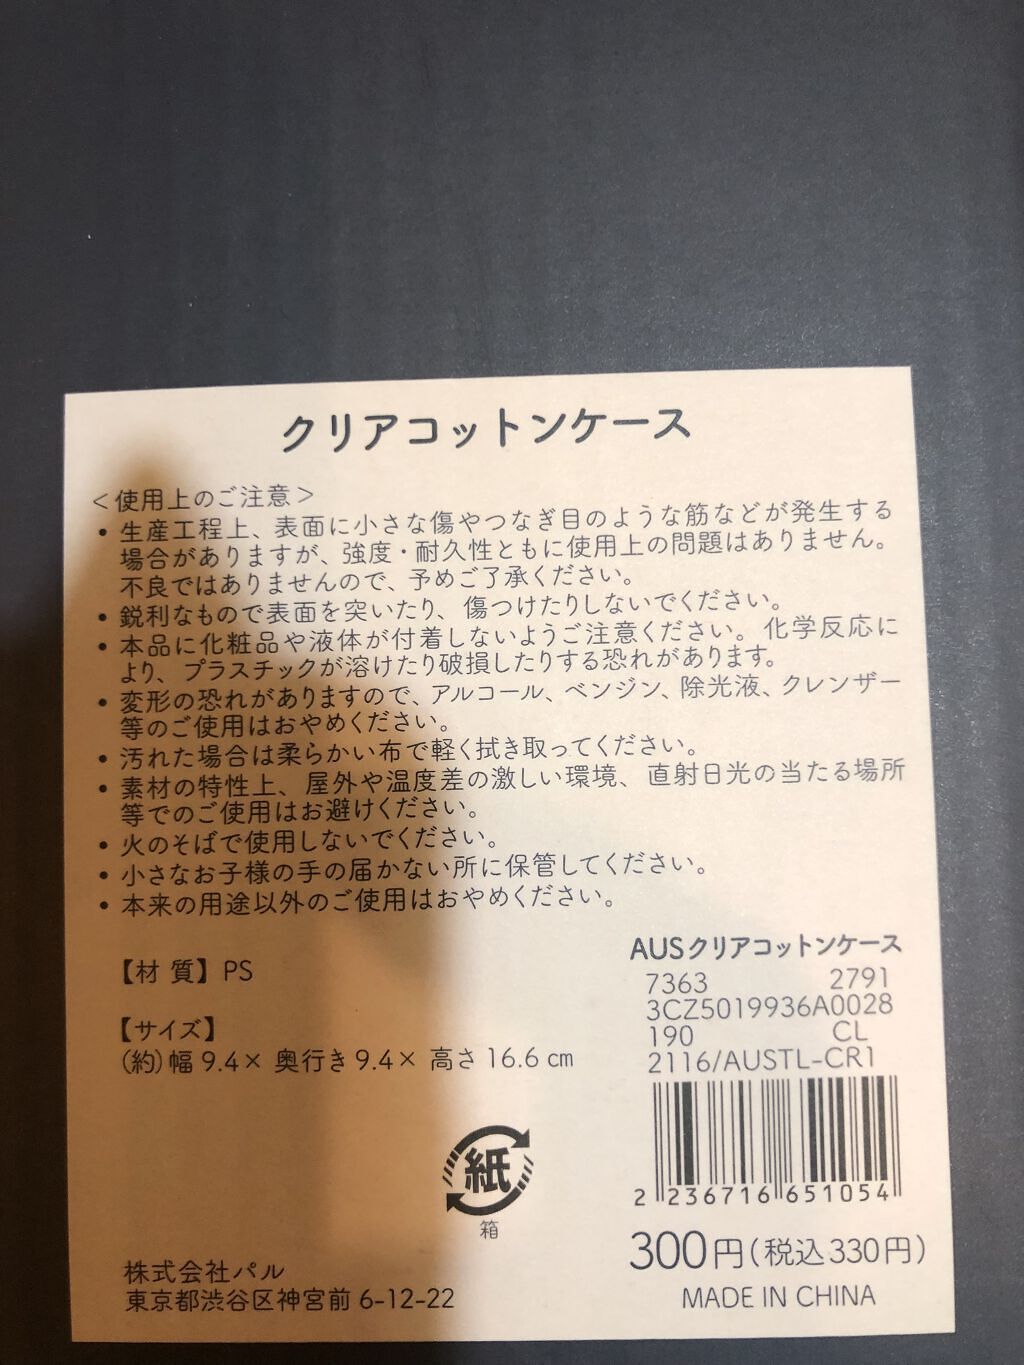 クリアコットンケース
＜使用上のご注意＞
• 生産工程上、表面に小さな傷やつなぎ目のような筋などが発生する
場合がありますが、強度・耐久性ともに使用上の問題はありません。
不良ではありませんので、予めご了承ください。
• 鋭利なもので表面を突いたり、傷つけたりしないでください。
• 本品に化粧品や液体が付着しないようご注意ください。化学反応に
より、プラスチックが溶けたり破損したりする恐れがあります。
• 変形の恐れがありますので、アルコール、ベンジン、除光液、クレンザー
等のご使用はおやめください。
• 汚れた場合は柔らかい布で軽く拭き取ってください。
• 素材の特性上、屋外や温度差の激しい環境、直射日光の当たる場所
等でのご使用はお避けください。
• 火のそばで使用しないでください。
• 小さなお子様の手の届かない所に保管してください。
• 本来の用途以外のご使用はおやめください。
【材 質】PS
【サイズ】
(約)幅 9.4× 奥行き 9.4× 高さ 16.6 cm
紙
箱
株式会社パル
東京都渋谷区神宮前 6-12-22
AUSクリアコットンケース
7363 2791
3CZ5019936A0028
190 CL
2116/AUSTL-CR1
2 236716 651054
300円(税込330円)
MADE IN CHINA